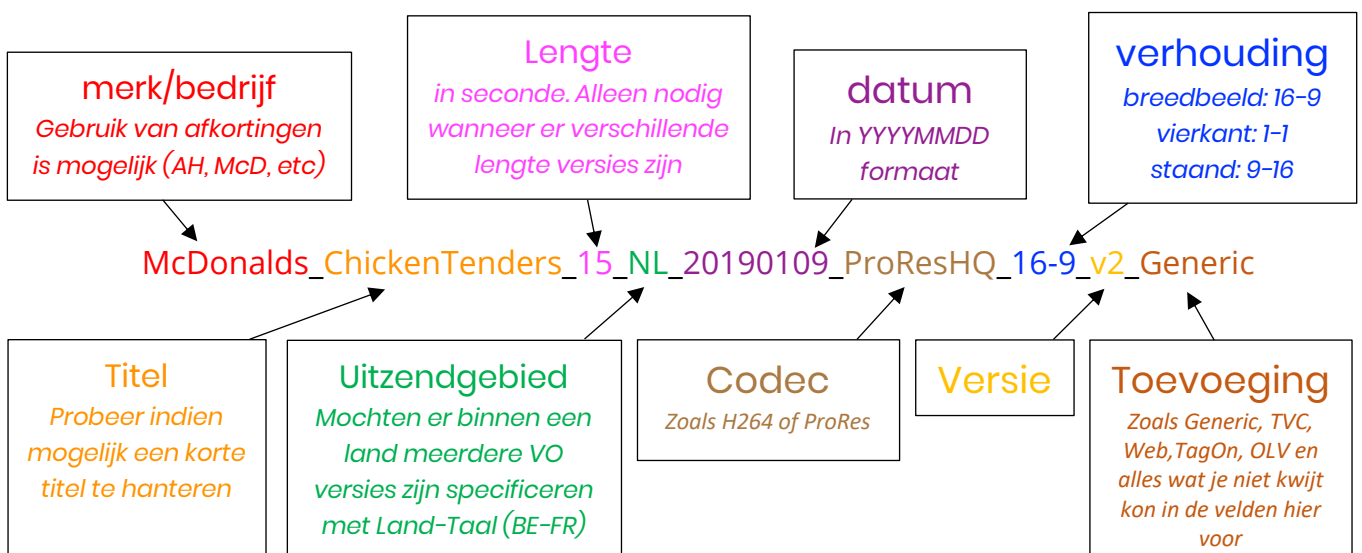 merk/bedrijf
Gebruik van afkortingen
is mogelijk (AH, McD, etc)
Lengte
in seconde. Alleen nodig
wanneer er verschillende
lengte versies zijn
datum
In YYYYMMDD
formaat
verhouding
breedbeeld: 16-9
vierkant: 1-1
staand: 9-16
McDonalds_ChickenTenders_15_NL_20190109_ProResHQ_16-9_v2_Generic
Titel
Probeer indien
mogelijk een korte
titel te hanteren
Uitzendgebied
Mochten er binnen een
land meerdere VO
versies zijn specificeren
met Land-Taal (BE-FR)
Codec
Zoals H264 of ProRes
Versie
Toevoeging
Zoals Generic, TVC,
Web,TagOn, OLV en
alles wat je niet kwijt
kon in de velden hier
voor